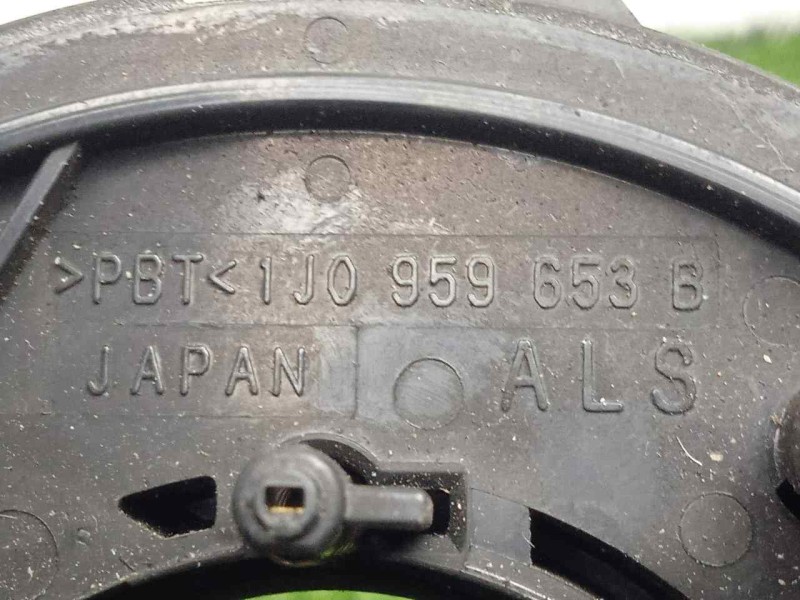 >PBT< 1J0 959 653 B
JAPAN ALS